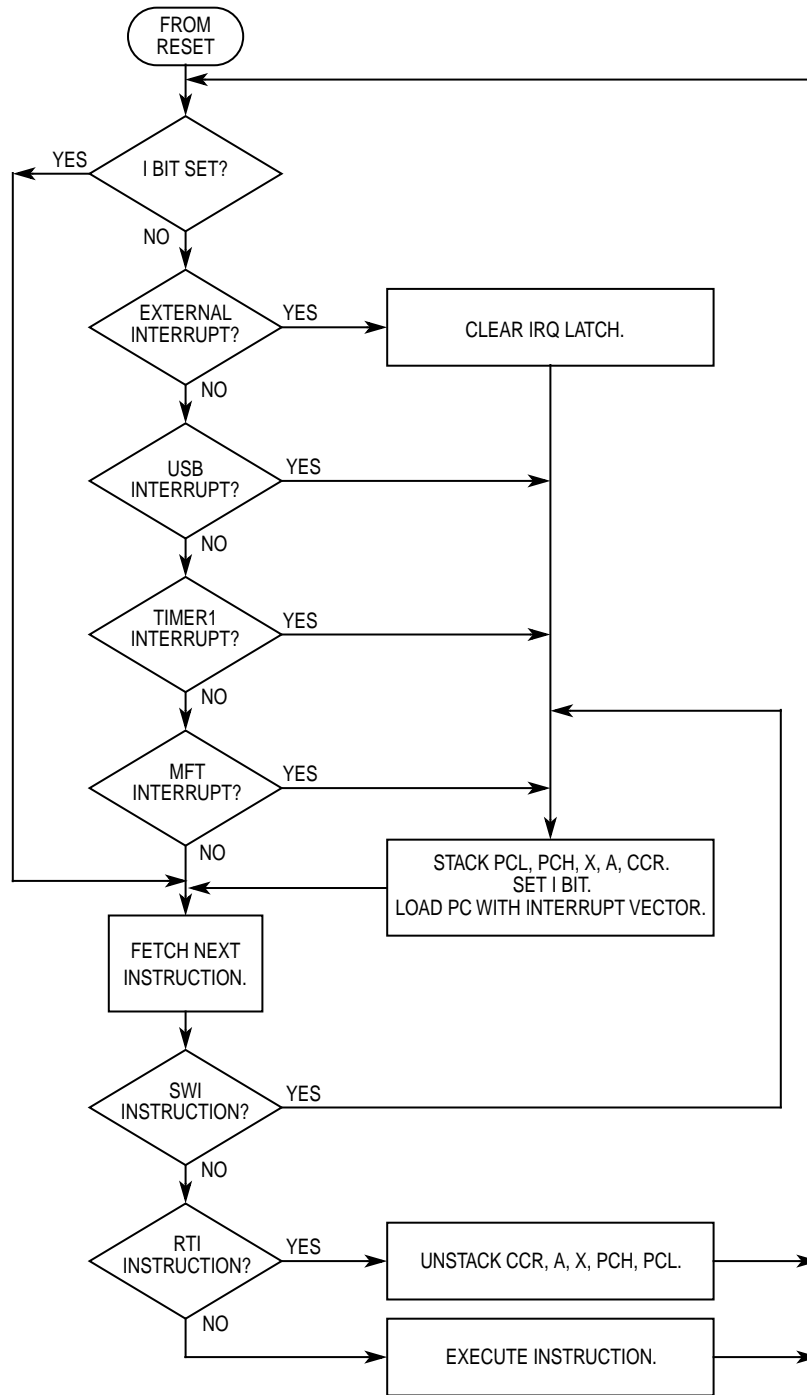 FROM
RESET
YES
I BIT SET?
NO
EXTERNAL
INTERRUPT?
YES
CLEAR IRQ LATCH.
NO
USB
INTERRUPT?
YES
NO
TIMER1
INTERRUPT?
YES
NO
MFT
INTERRUPT?
YES
NO
STACK PCL, PCH, X, A, CCR.
SET I BIT.
LOAD PC WITH INTERRUPT VECTOR.
FETCH NEXT
INSTRUCTION.
SWI
INSTRUCTION?
YES
NO
RTI
INSTRUCTION?
YES
UNSTACK CCR, A, X, PCH, PCL.
NO
EXECUTE INSTRUCTION.